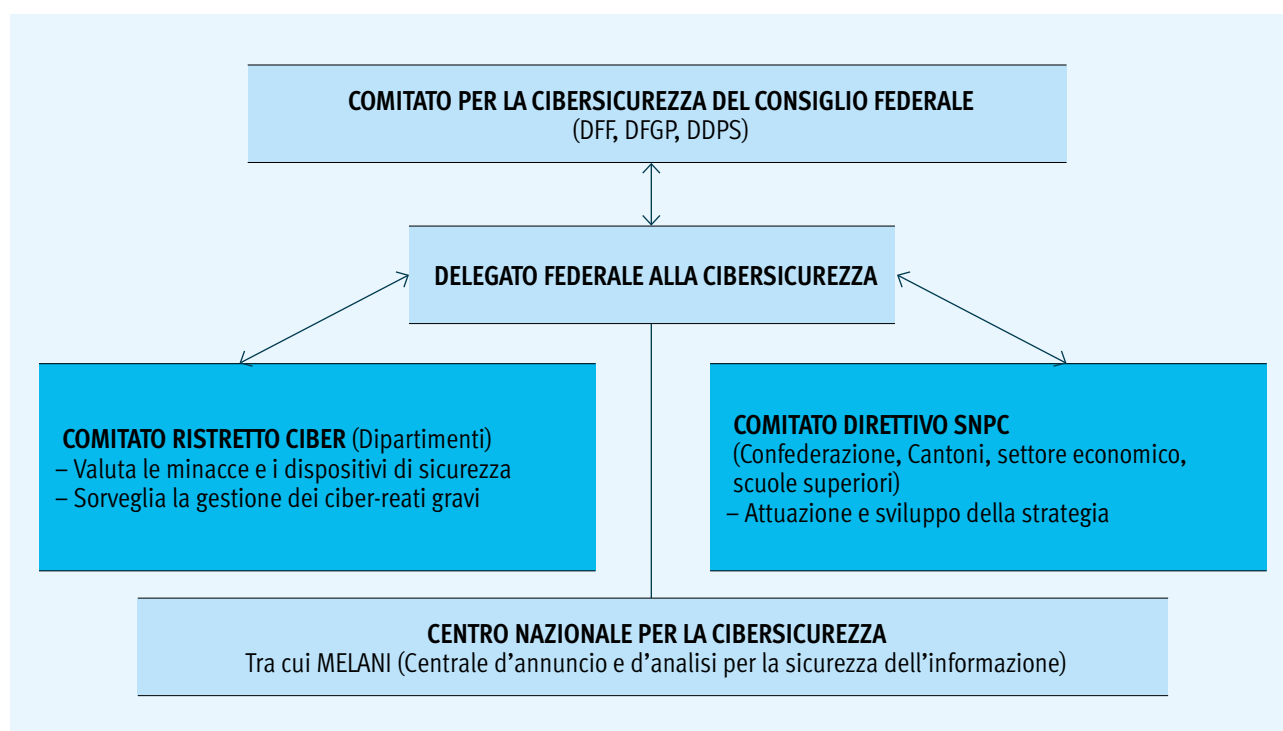 COMITATO PER LA CIBERSICUREZZA DEL CONSIGLIO FEDERALE
(DFF, DFGP, DDPS)
DELEGATO FEDERALE ALLA CIBERSICUREZZA
COMITATO RISTRETTO CIBER (Dipartimenti)
– Valuta le minacce e i dispositivi di sicurezza
– Sorveglia la gestione dei ciber-reati gravi
COMITATO DIRETTIVO SNPC
(Confederazione, Cantoni, settore economico,
scuole superiori)
– Attuazione e sviluppo della strategia
CENTRO NAZIONALE PER LA CIBERSICUREZZA
Tra cui MELANI (Centrale d’annuncio e d’analisi per la sicurezza dell’informazione)